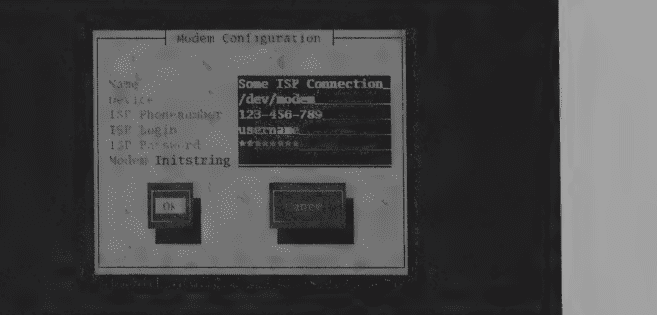 Modem Configuration
Name Some ISP Connection
Device /dev/modem
ISP Phonenumber 123-456-789
ISP Login username
ISP Password ********
Modem Initstring
Ok Cancel